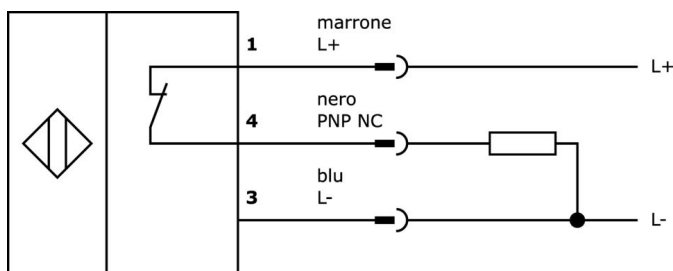 marrone
1 L+
L+
nero
4 PNP NC
blu
3 L-
L-